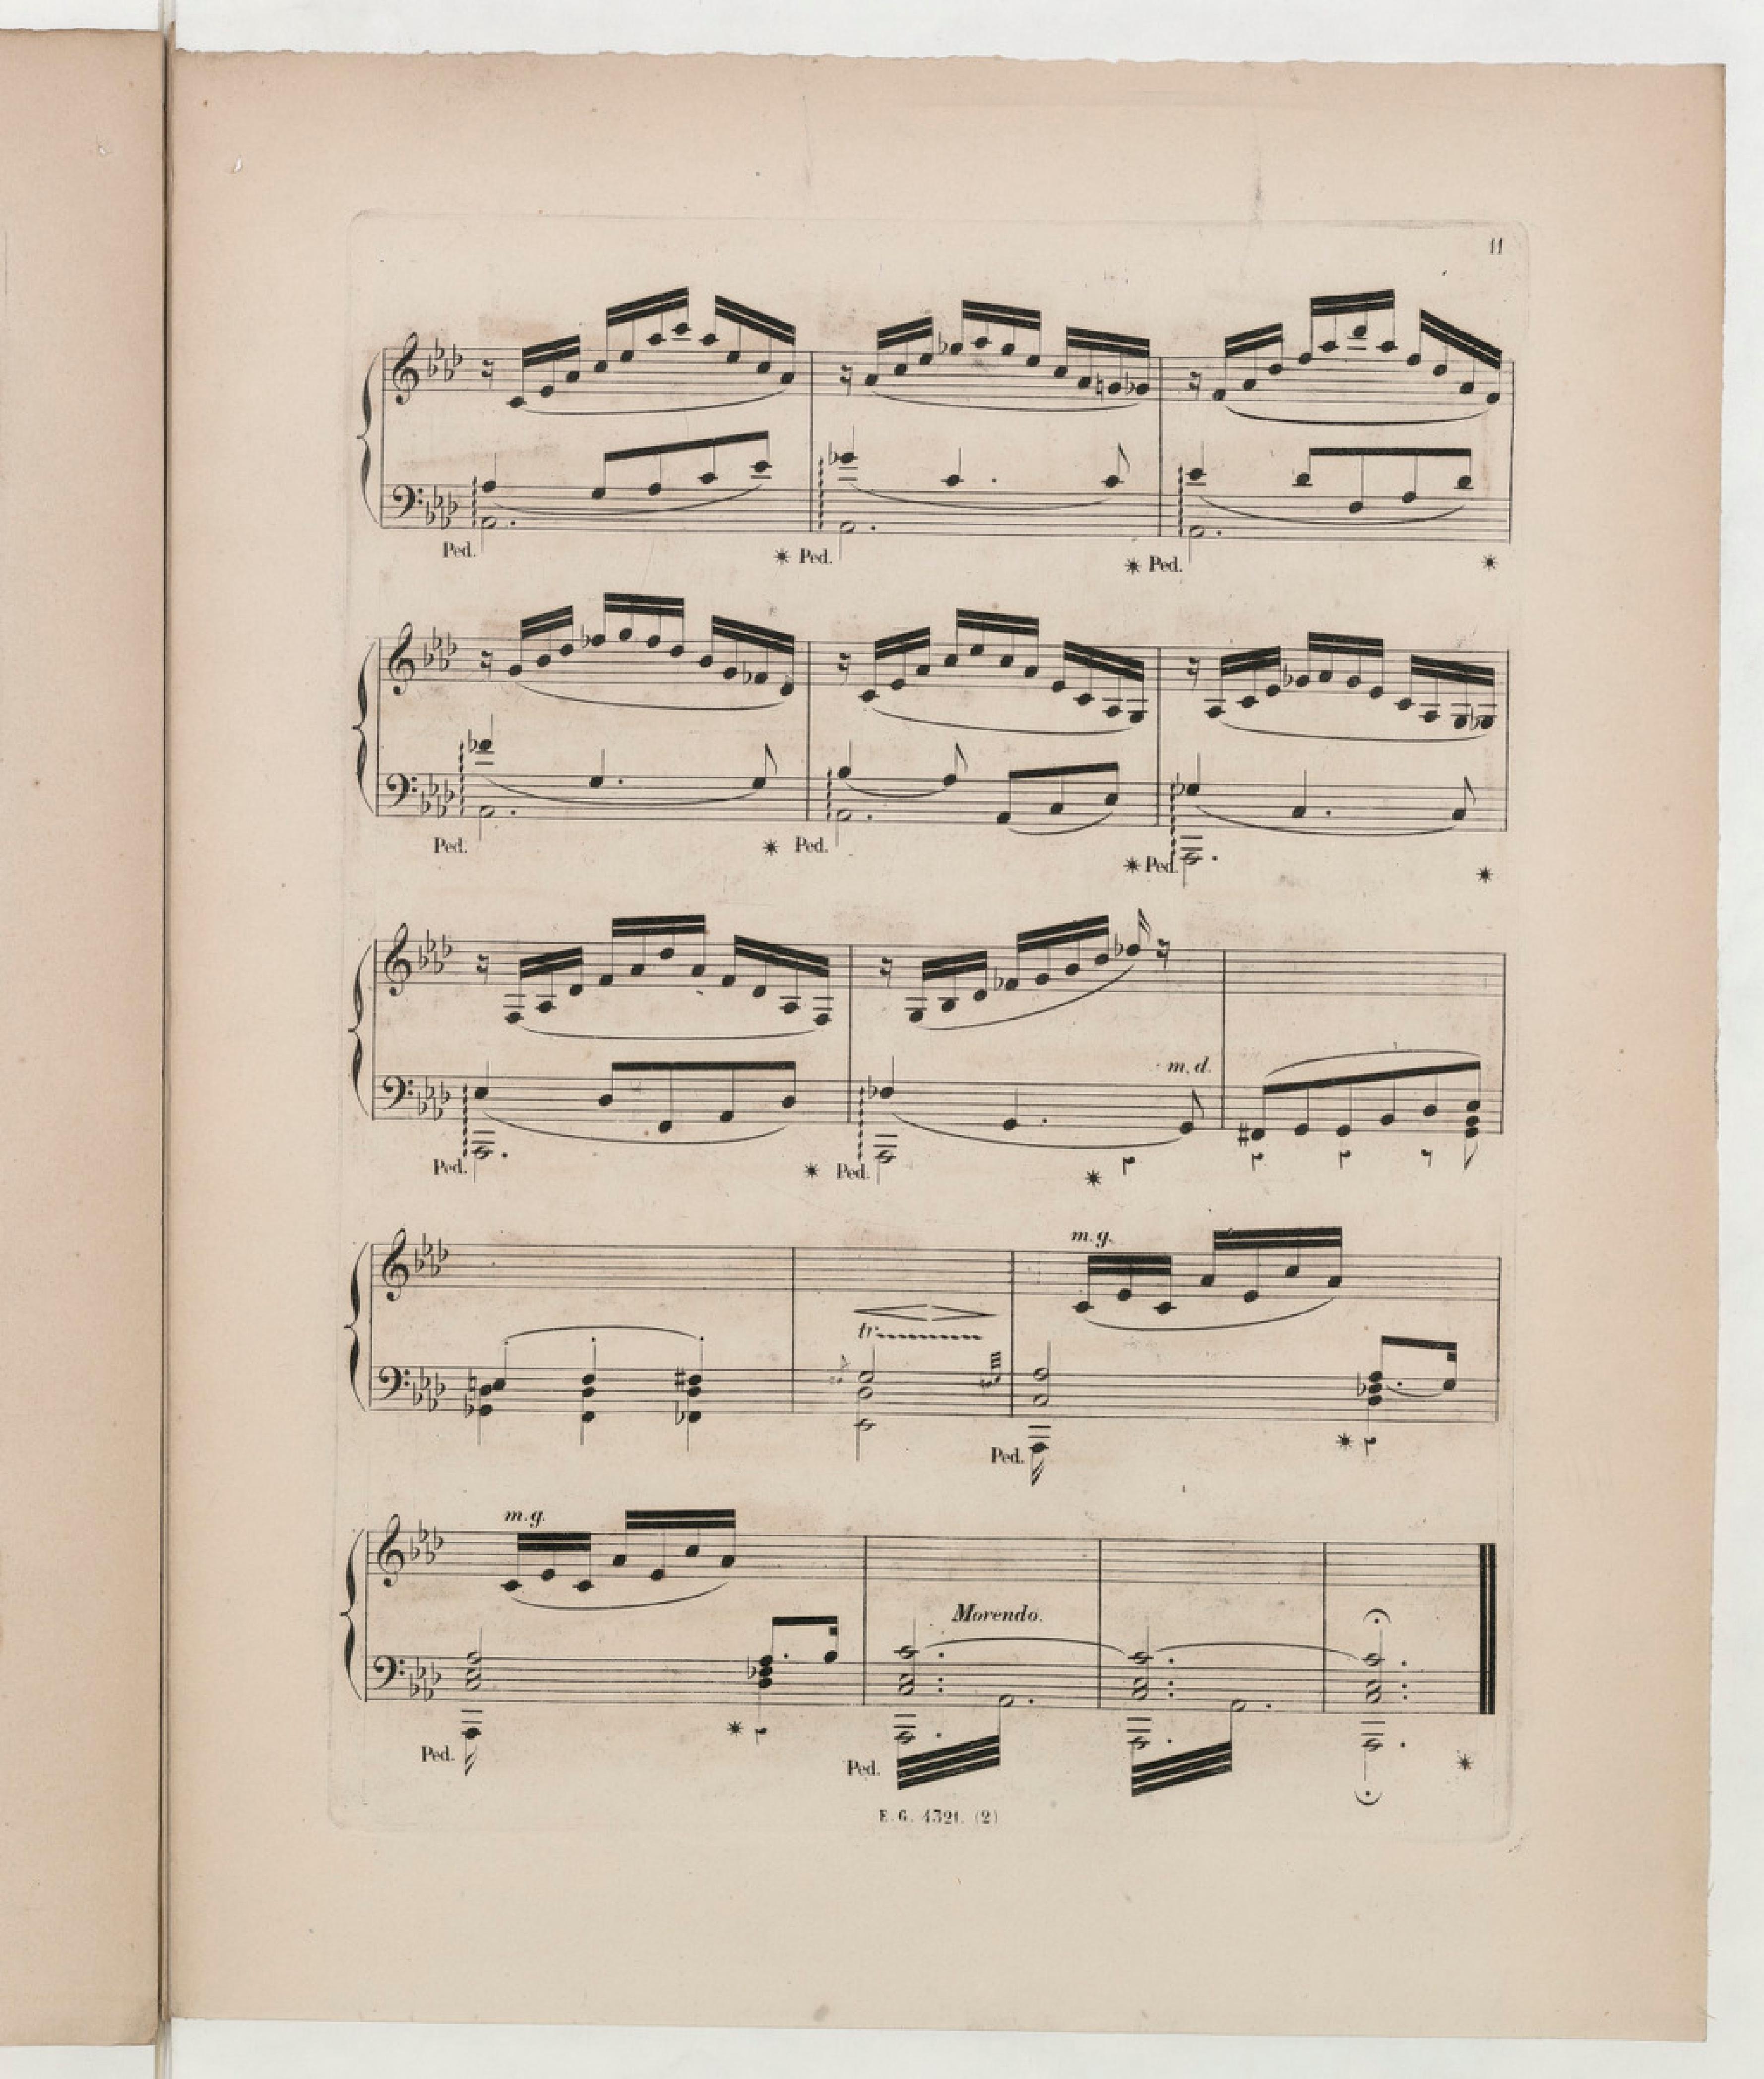 11
Ped. * Ped. * Ped. *
Ped. * Ped. * Ped. *
m.d.
Ped. * Ped. *
m.g.
tr
Ped. *
m.g.
Morendo.
Ped. * Ped. *
E.G. 4321. (2)